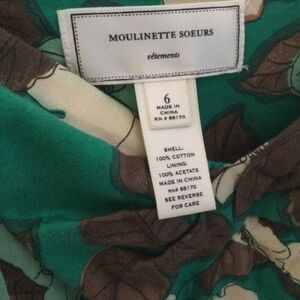 MOULINETTE SOEURS
vêtements
6
MADE IN
CHINA
RN # 66170
SHELL:
100% COTTON
LINING:
100% ACETATE
MADE IN CHINA
RN# 66170
SEE REVERSE
FOR CARE